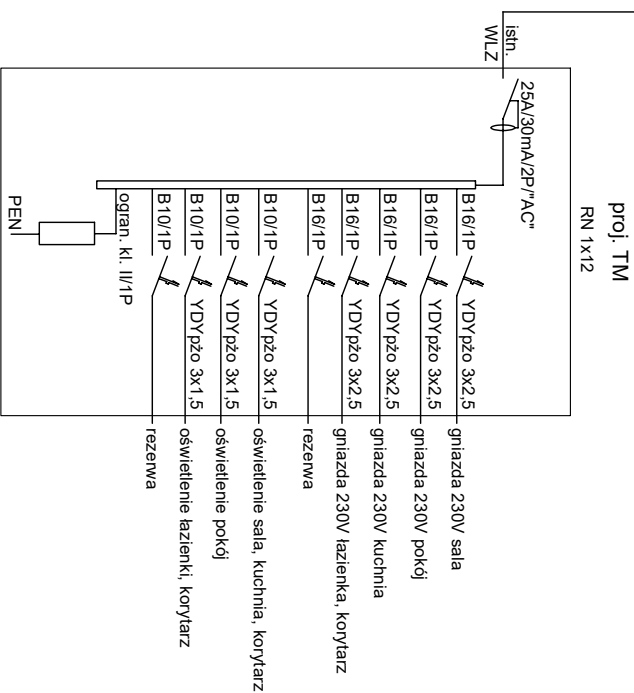 proj. TM
RN 1x12
istn.
WLZ
25A/30mA/2P/"AC"
B16/1P YDYpżo 3x2,5 gniazda 230V sala
B16/1P YDYpżo 3x2,5 gniazda 230V pokój
B16/1P YDYpżo 3x2,5 gniazda 230V kuchnia
B16/1P YDYpżo 3x2,5 gniazda 230V łazienka, korytarz
B16/1P rezerwa
B10/1P YDYpżo 3x1,5 oświetlenie sala, kuchnia, korytarz
B10/1P YDYpżo 3x1,5 oświetlenie pokój
B10/1P YDYpżo 3x1,5 oświetlenie łazienki, korytarz
B10/1P rezerwa
ogran. kl. II/1P
PEN